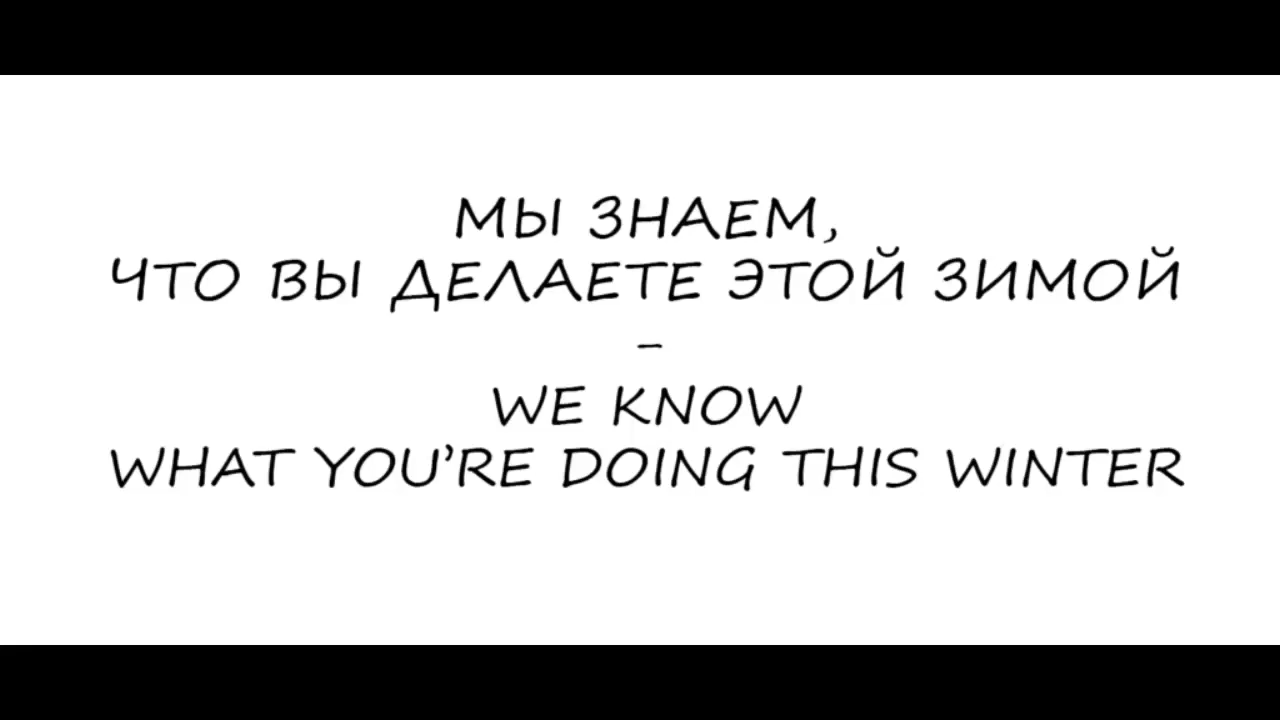 МЫ ЗНАЕМ,
ЧТО ВЫ ДЕЛАЕТЕ ЭТОЙ ЗИМОЙ
-
WE KNOW
WHAT YOU'RE DOING THIS WINTER